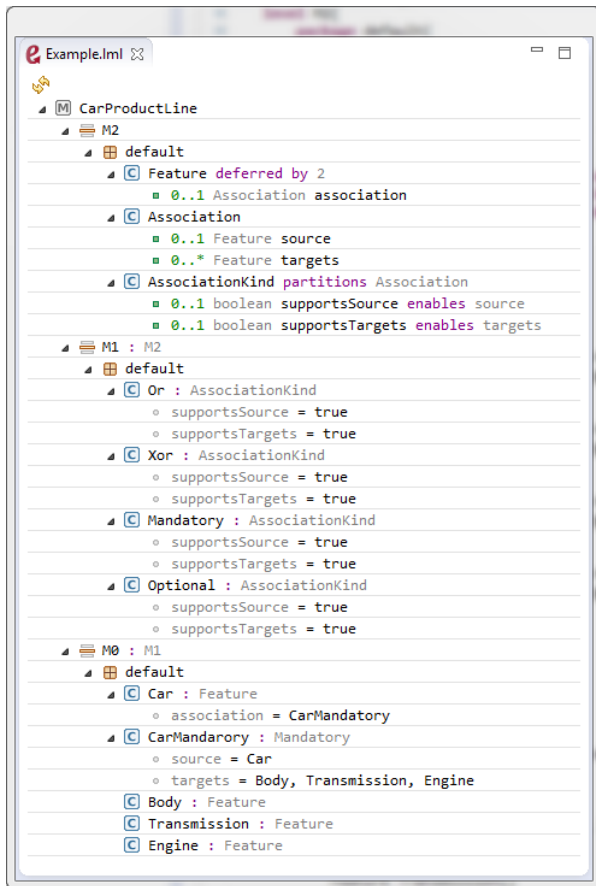 level M2{
package default{
Example.lml
M CarProductLine
M2
default
C Feature deferred by 2
0..1 Association association
C Association
0..1 Feature source
0..* Feature targets
C AssociationKind partitions Association
0..1 boolean supportsSource enables source
0..1 boolean supportsTargets enables targets
M1 : M2
default
C Or : AssociationKind
supportsSource = true
supportsTargets = true
C Xor : AssociationKind
supportsSource = true
supportsTargets = true
C Mandatory : AssociationKind
supportsSource = true
supportsTargets = true
C Optional : AssociationKind
supportsSource = true
supportsTargets = true
M0 : M1
default
C Car : Feature
association = CarMandatory
C CarMandarory : Mandatory
source = Car
targets = Body, Transmission, Engine
C Body : Feature
C Transmission : Feature
C Engine : Feature